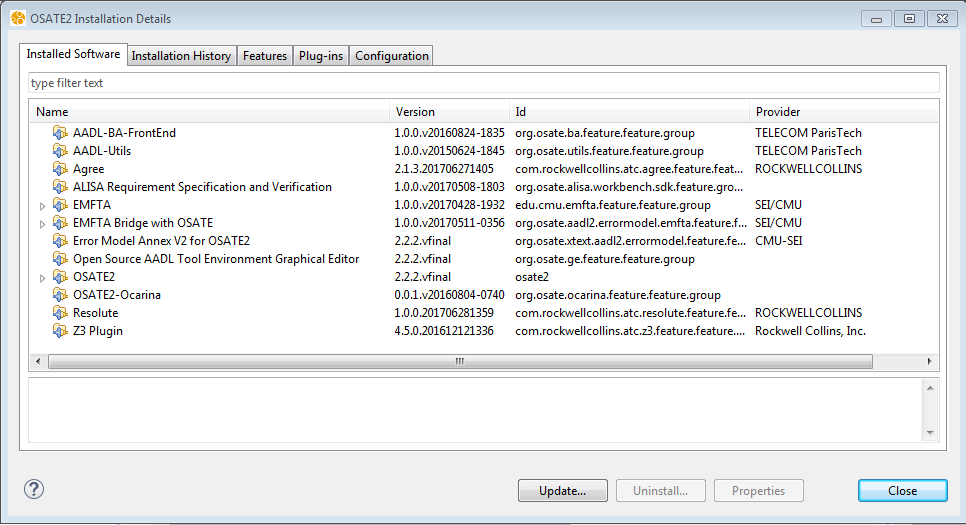 OSATE2 Installation Details
Installed Software Installation History Features Plug-ins Configuration
type filter text
Name Version Id Provider
AADL-BA-FrontEnd 1.0.0.v20160824-1835 org.osate.ba.feature.feature.group TELECOM ParisTech
AADL-Utils 1.0.0.v20150624-1845 org.osate.utils.feature.feature.group TELECOM ParisTech
Agree 2.1.3.201706271405 com.rockwellcollins.atc.agree.feature.feat... ROCKWELLCOLLINS
ALISA Requirement Specification and Verification 1.0.0.v20170508-1803 org.osate.alisa.workbench.sdk.feature.gro...
EMFTA 1.0.0.v20170428-1932 edu.cmu.emfta.feature.feature.group SEI/CMU
EMFTA Bridge with OSATE 1.0.0.v20170511-0356 org.osate.aadl2.errormodel.emfta.feature.f... SEI/CMU
Error Model Annex V2 for OSATE2 2.2.2.vfinal org.osate.xtext.aadl2.errormodel.feature.fe... CMU-SEI
Open Source AADL Tool Environment Graphical Editor 2.2.2.vfinal org.osate.ge.feature.feature.group
OSATE2 2.2.2.vfinal osate2
OSATE2-Ocarina 0.0.1.v20160804-0740 org.osate.ocarina.feature.feature.group
Resolute 1.0.0.201706281359 com.rockwellcollins.atc.resolute.feature.fe... ROCKWELLCOLLINS
Z3 Plugin 4.5.0.201612121336 com.rockwellcollins.atc.z3.feature.feature.... Rockwell Collins, Inc.
? Update... Uninstall... Properties Close